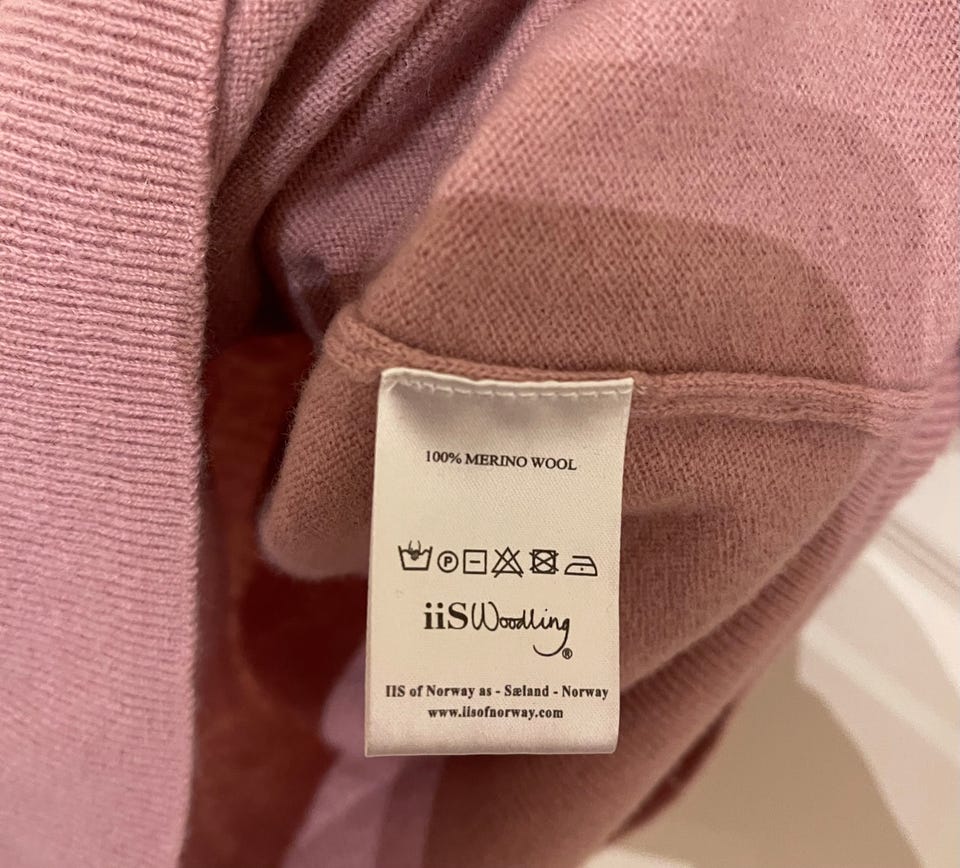 100% MERINO WOOL
P
iiSWoodling®
IIS of Norway as - Sæland - Norway
www.iisofnorway.com